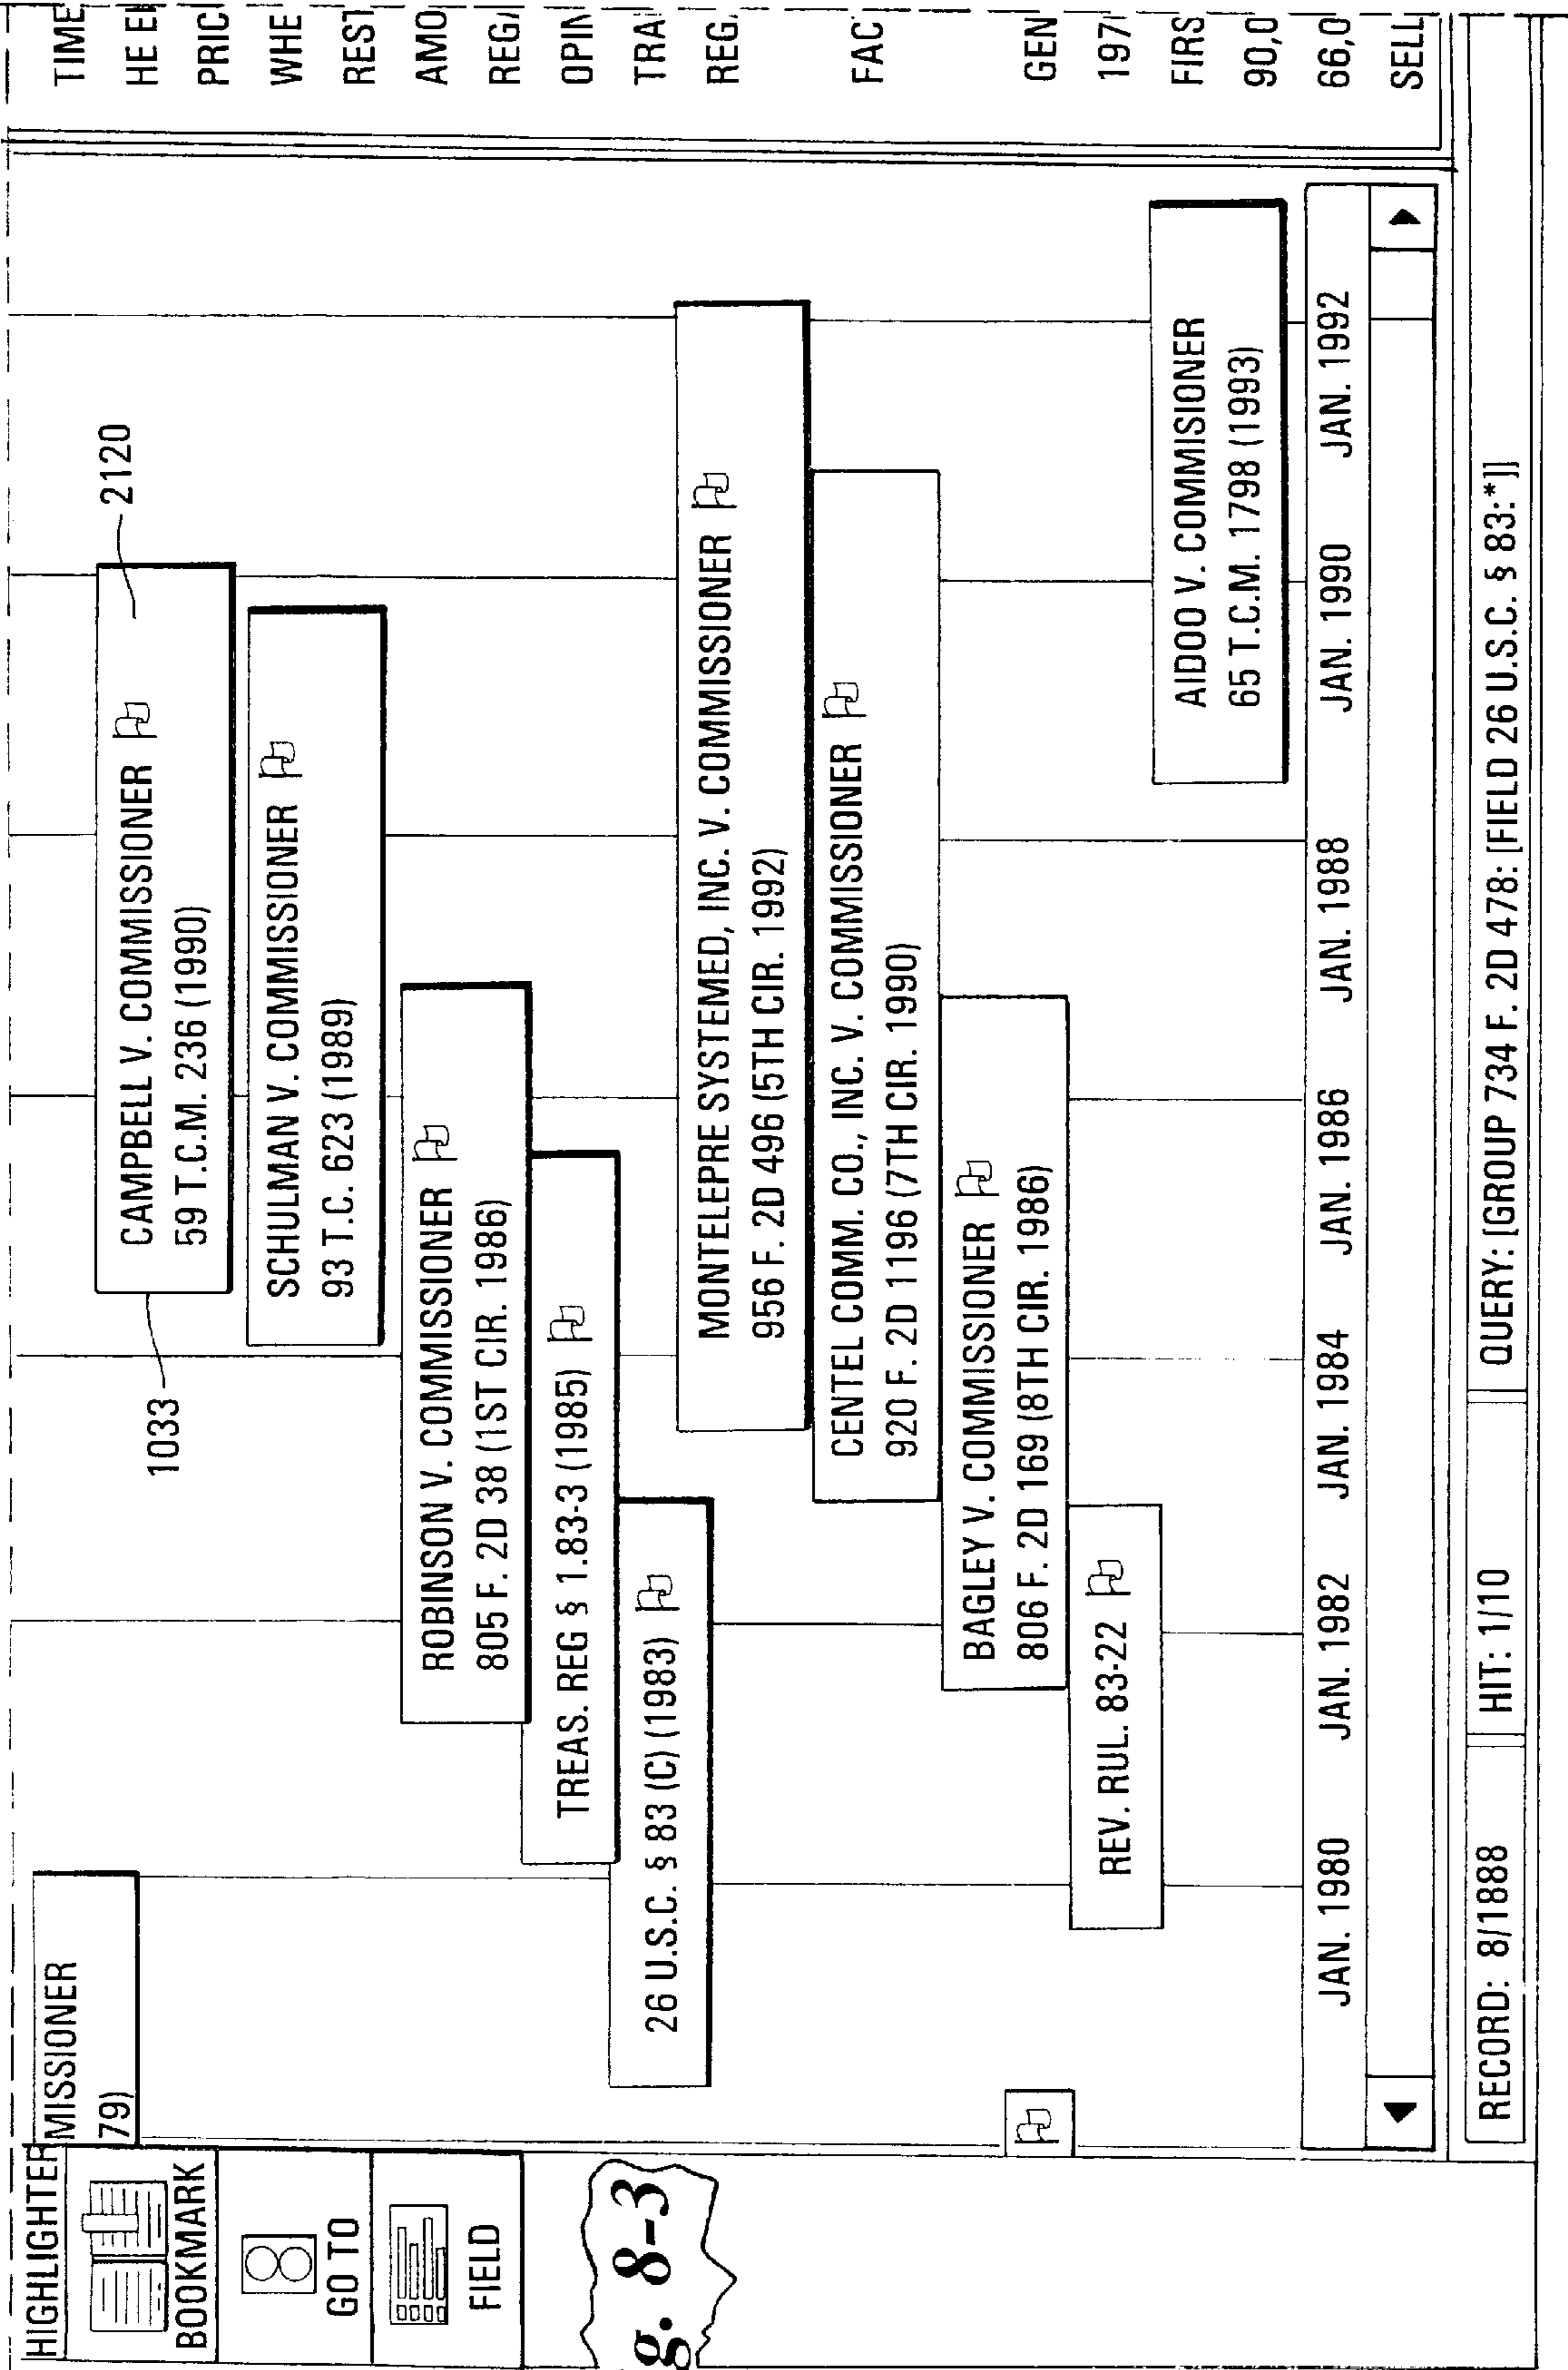 HIGHLIGHTER
BOOKMARK
GO TO
FIELD
g. 8-3
MISSIONER
79)
1033
2120
CAMPBELL V. COMMISSIONER
59 T.C.M. 236 (1990)
SCHULMAN V. COMMISSIONER
93 T.C. 623 (1989)
ROBINSON V. COMMISSIONER
805 F. 2D 38 (1ST CIR. 1986)
TREAS. REG § 1.83-3 (1985)
26 U.S.C. § 83 (C) (1983)
MONTELEPRE SYSTEMED, INC. V. COMMISSIONER
956 F. 2D 496 (5TH CIR. 1992)
CENTEL COMM. CO., INC. V. COMMISSIONER
920 F. 2D 1196 (7TH CIR. 1990)
BAGLEY V. COMMISSIONER
806 F. 2D 169 (8TH CIR. 1986)
REV. RUL. 83-22
AIDOO V. COMMISIONER
65 T.C.M. 1798 (1993)
JAN. 1980 JAN. 1982 JAN. 1984 JAN. 1986 JAN. 1988 JAN. 1990 JAN. 1992
TIME
HE E
PRIC
WHE
REST
AMO
REGA
OPIN
TRA
REG.
FAC
GEN
197
FIRS
90,0
66,0
SELL
RECORD: 8/1888 HIT: 1/10 QUERY: [GROUP 734 F. 2D 478: [FIELD 26 U.S.C. § 83:*]]